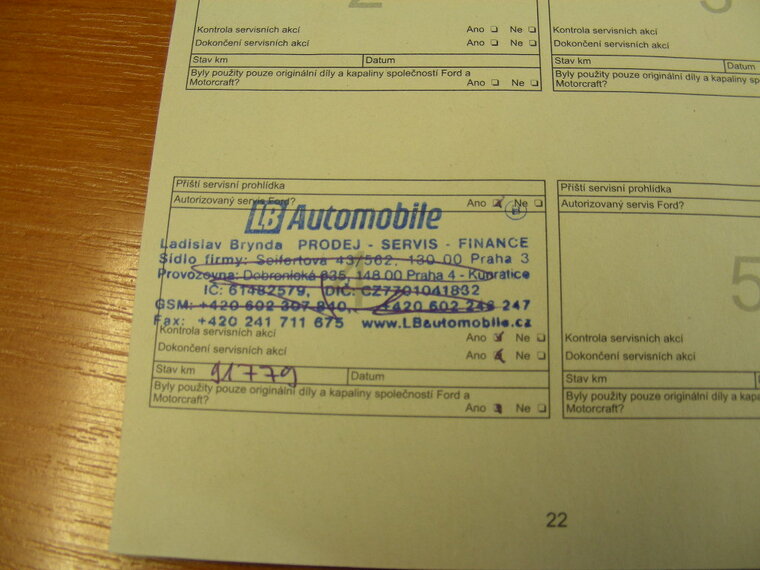 2
3
Kontrola servisních akcí Ano Ne
Kontrola servisních akcí
Dokončení servisních akcí Ano Ne
Dokončení servisních akcí
Stav km Datum
Stav km Datum
Byly použity pouze originální díly a kapaliny společností Ford a
Motorcraft? Ano Ne
Byly použity pouze originální díly a kapaliny sp
Motorcraft?
Příští servisní prohlídka
Příští servisní prohlídka
Autorizovaný servis Ford? Ano Ne
Autorizovaný servis Ford?
B
LB Automobile
Ladislav Brynda PRODEJ - SERVIS - FINANCE
Sídlo firmy: Seifertova 43/562, 130 00 Praha 3
Provozovna: Dobronická 635, 148 00 Praha 4 - Kunratice
IČ: 61482579, DIČ: CZ7701041832
GSM: +420 602 307 840, +420 602 248 247
Fax: +420 241 711 675 www.LBautomobile.cz
4
5
Kontrola servisních akcí Ano Ne
Kontrola servisních akcí
Dokončení servisních akcí Ano Ne
Dokončení servisních akcí
Stav km 91779 Datum
Stav km
Byly použity pouze originální díly a kapaliny společností Ford a
Motorcraft? Ano Ne
Byly použity pouze originální díly a kapa
Motorcraft?
22